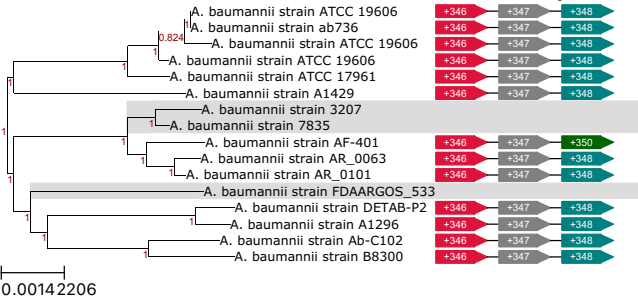 A. baumannii strain ATCC 19606 +346 +347 +348
A. baumannii strain ab736 +346 +347 +348
0.824
A. baumannii strain ATCC 19606 +346 +347 +348
1
A. baumannii strain ATCC 19606 +346 +347 +348
1
A. baumannii strain ATCC 17961 +346 +347 +348
1
A. baumannii strain A1429 +346 +347 +348
A. baumannii strain 3207
1
A. baumannii strain 7835
1
1
A. baumannii strain AF-401 +346 +347 +350
1
A. baumannii strain AR_0063 +346 +347 +348
1
1
A. baumannii strain AR_0101 +346 +347 +348
A. baumannii strain FDAARGOS_533
A. baumannii strain DETAB-P2 +346 +347 +348
1
1
A. baumannii strain A1296 +346 +347 +348
1
A. baumannii strain Ab-C102 +346 +347 +348
1
A. baumannii strain B8300 +346 +347 +348
0.00142206